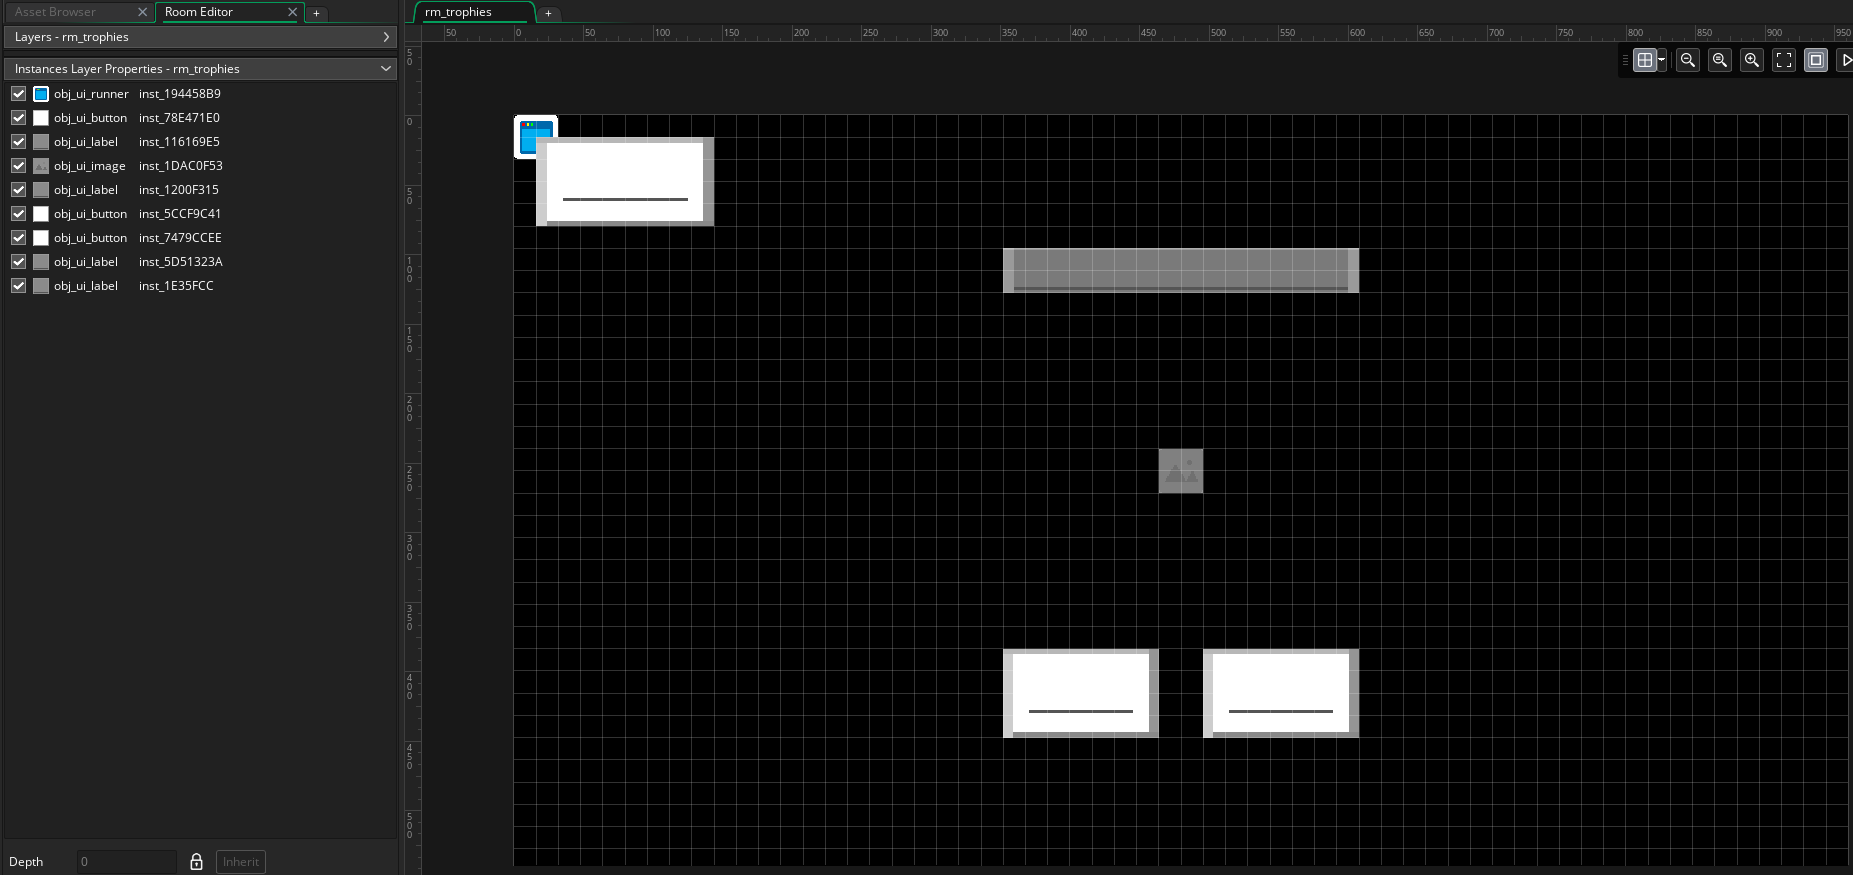 Asset Browser
Room Editor
+
Layers - rm_trophies
Instances Layer Properties - rm_trophies
obj_ui_runner inst_194458B9
obj_ui_button inst_78E471E0
obj_ui_label inst_116169E5
obj_ui_image inst_1DAC0F53
obj_ui_label inst_1200F315
obj_ui_button inst_5CCF9C41
obj_ui_button inst_7479CCEE
obj_ui_label inst_5D51323A
obj_ui_label inst_1E35FCC
Depth 0 Inherit
rm_trophies
+
50 0 50 100 150 200 250 300 350 400 450 500 550 600 650 700 750 800 850 900 950
50
0
50
100
150
200
250
300
350
400
450
500